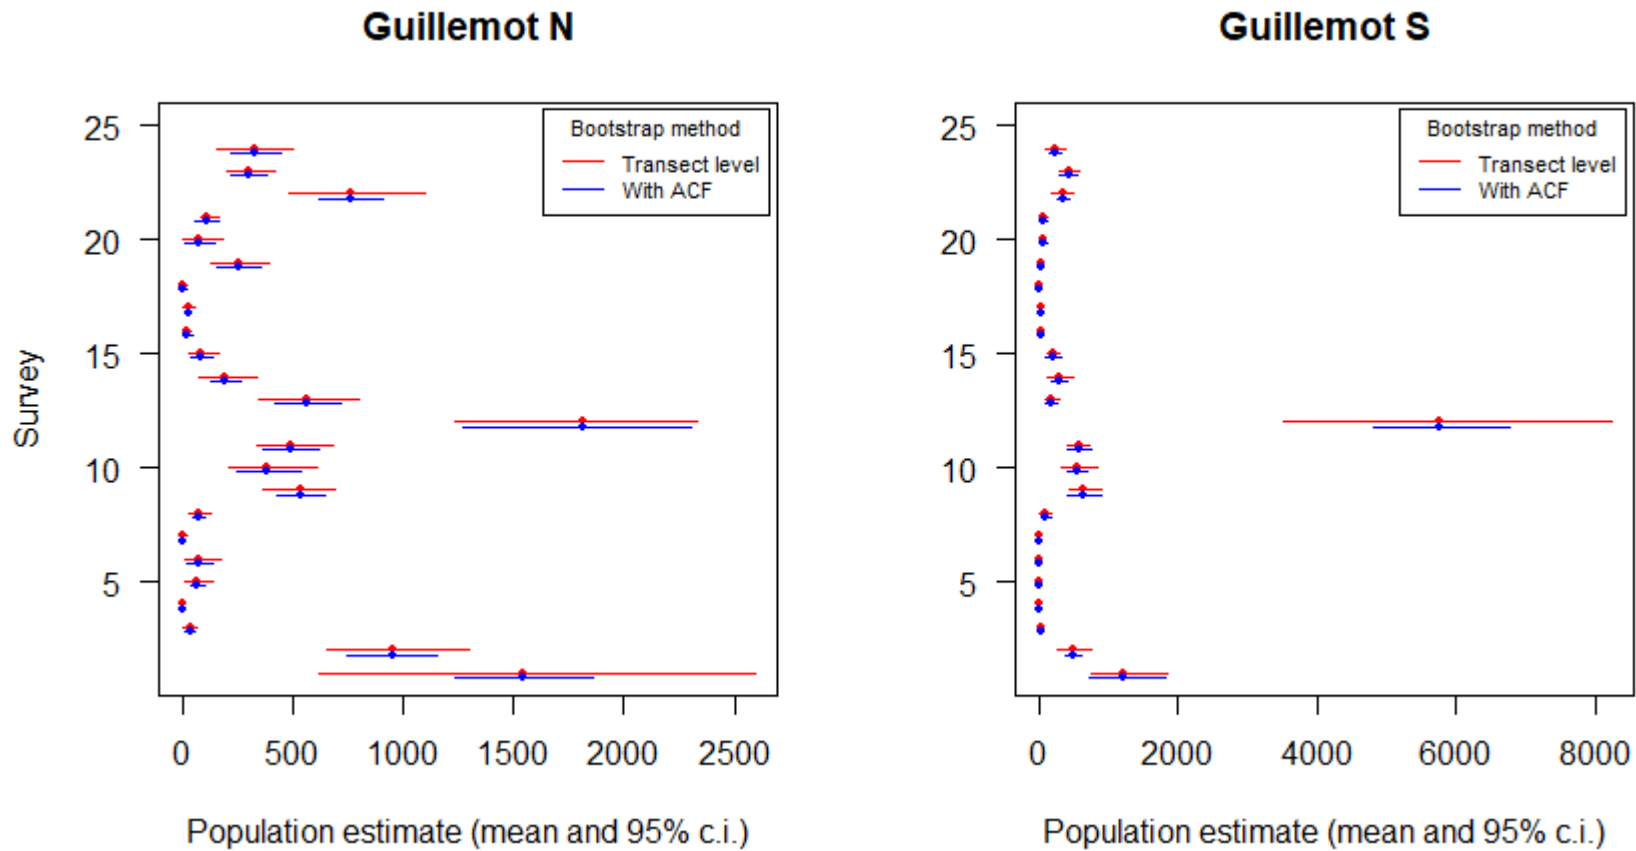 Guillemot N
Bootstrap method
Transect level
With ACF
25
20
15
10
5
Survey
0 500 1000 1500 2000 2500
Population estimate (mean and 95% c.i.)
Guillemot S
Bootstrap method
Transect level
With ACF
25
20
15
10
5
0 2000 4000 6000 8000
Population estimate (mean and 95% c.i.)